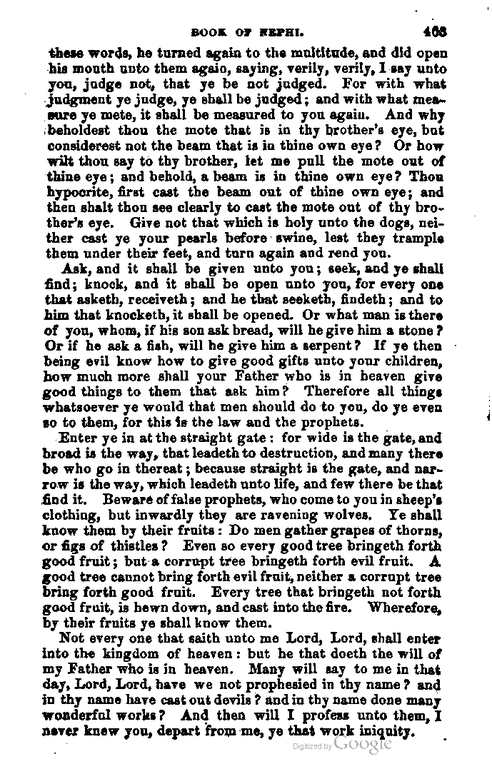 BOOK OF NEPHI. 463
these words, he turned again to the multitude, and did open
his mouth unto them again, saying, verily, verily, I say unto
you, judge not, that ye be not judged. For with what
judgment ye judge, ye shall be judged; and with what mea-
sure ye mete, it shall be measured to you again. And why
beholdest thou the mote that is in thy brother's eye, but
considerest not the beam that is in thine own eye? Or how
wilt thou say to thy brother, let me pull the mote out of
thine eye; and behold, a beam is in thine own eye? Thou
hypocrite, first cast the beam out of thine own eye; and
then shalt thou see clearly to cast the mote out of thy bro-
ther's eye. Give not that which is holy unto the dogs, nei-
ther cast ye your pearls before swine, lest they trample
them under their feet, and turn again and rend you.
Ask, and it shall be given unto you; seek, and ye shall
find; knock, and it shall be open unto you, for every one
that asketh, receiveth; and he that seeketh, findeth; and to
him that knocketh, it shall be opened. Or what man is there
of you, whom, if his son ask bread, will he give him a stone?
Or if he ask a fish, will he give him a serpent? If ye then
being evil know how to give good gifts unto your children,
how much more shall your Father who is in heaven give
good things to them that ask him? Therefore all things
whatsoever ye would that men should do to you, do ye even
so to them, for this is the law and the prophets.
Enter ye in at the straight gate: for wide is the gate, and
broad is the way, that leadeth to destruction, and many there
be who go in thereat; because straight is the gate, and nar-
row is the way, which leadeth unto life, and few there be that
find it. Beware of false prophets, who come to you in sheep's
clothing, but inwardly they are ravening wolves. Ye shall
know them by their fruits: Do men gather grapes of thorns,
or figs of thistles? Even so every good tree bringeth forth
good fruit; but a corrupt tree bringeth forth evil fruit. A
good tree cannot bring forth evil fruit, neither a corrupt tree
bring forth good fruit. Every tree that bringeth not forth
good fruit, is hewn down, and cast into the fire. Wherefore,
by their fruits ye shall know them.
Not every one that saith unto me Lord, Lord, shall enter
into the kingdom of heaven: but he that doeth the will of
my Father who is in heaven. Many will say to me in that
day, Lord, Lord, have we not prophesied in thy name? and
in thy name have cast out devils? and in thy name done many
wonderful works? And then will I profess unto them, I
never knew you, depart from me, ye that work iniquity.
Digitized by Google